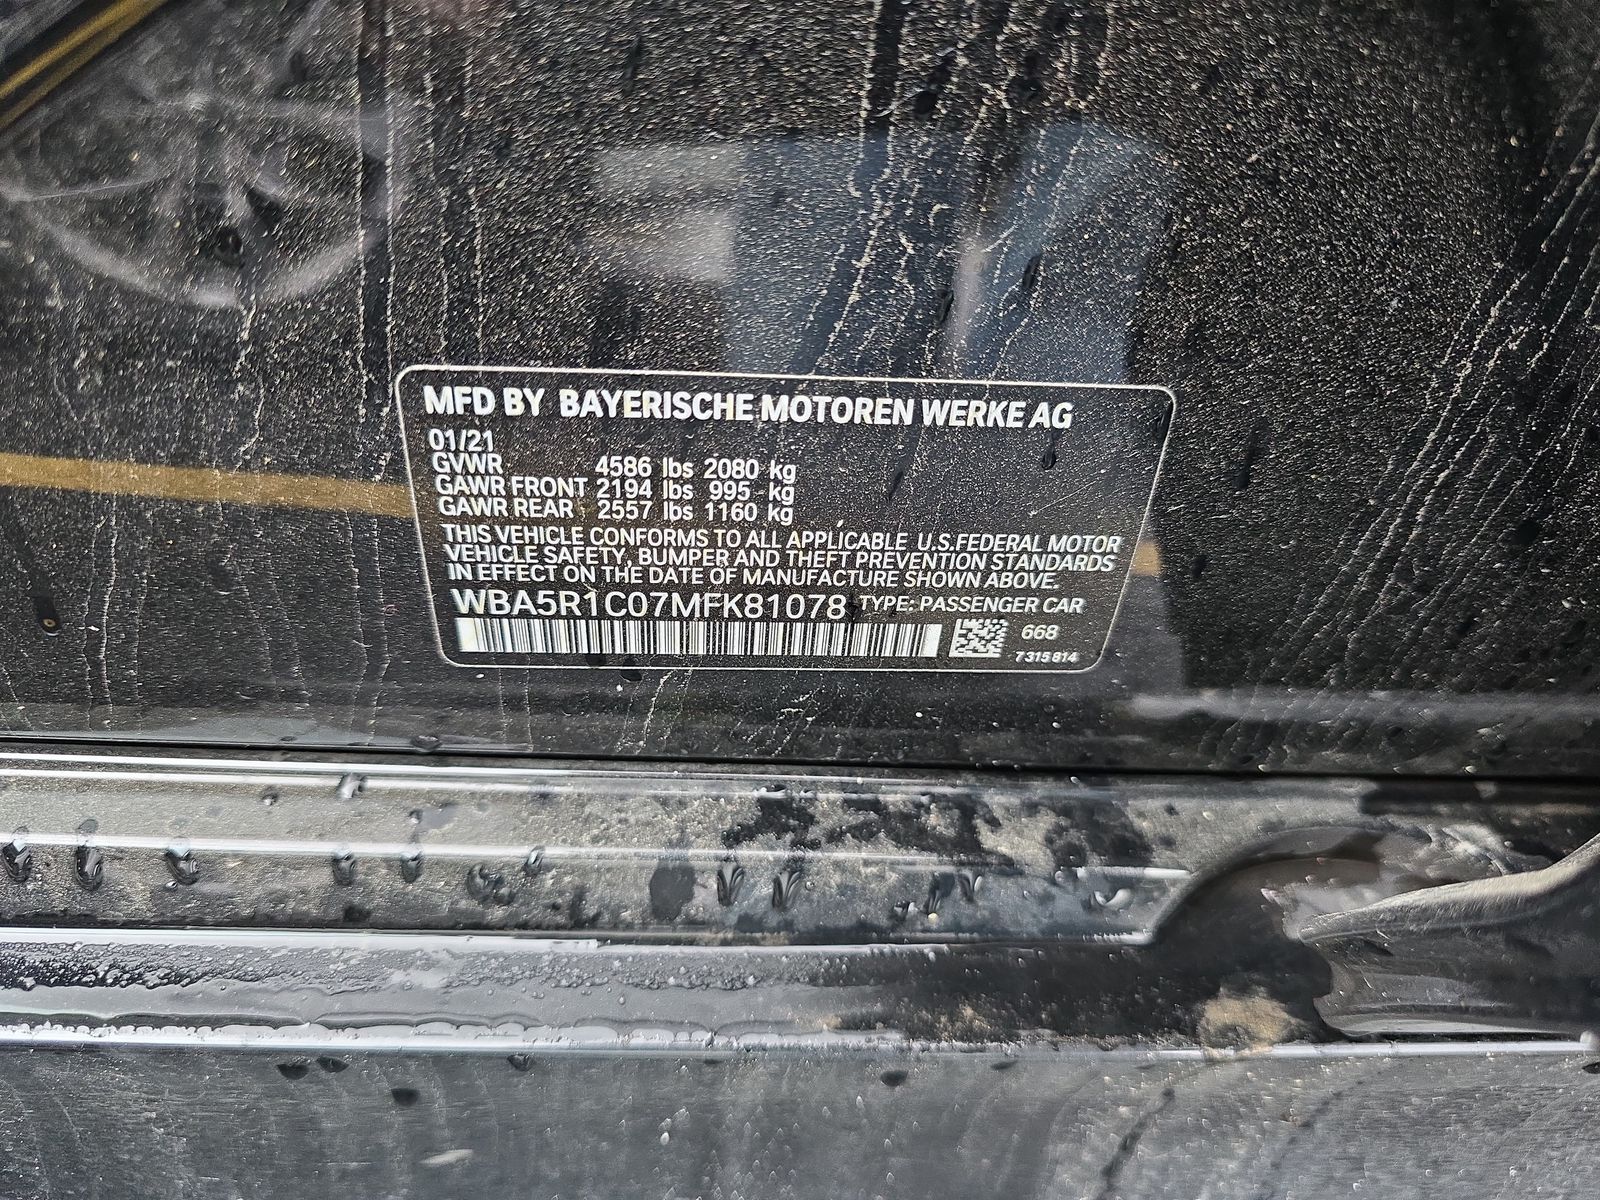 MFD BY BAYERISCHE MOTOREN WERKE AG
01/21
GVWR 4586 lbs 2080 kg
GAWR FRONT 2194 lbs 995 kg
GAWR REAR 2557 lbs 1160 kg
THIS VEHICLE CONFORMS TO ALL APPLICABLE U.S. FEDERAL MOTOR
VEHICLE SAFETY, BUMPER AND THEFT PREVENTION STANDARDS
IN EFFECT ON THE DATE OF MANUFACTURE SHOWN ABOVE.
WBA5R1C07MFK81078 TYPE: PASSENGER CAR
668
7315814